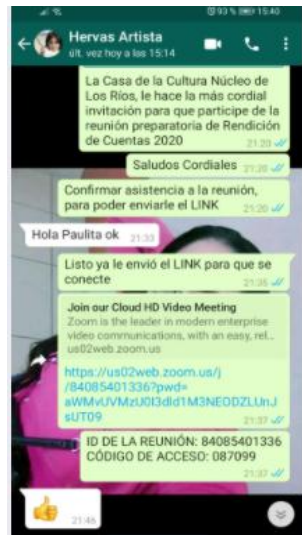 93 % 15:40
Hervas Artista
últ. vez hoy a las 15:14
La Casa de la Cultura Núcleo de
Los Ríos, le hace la más cordial
invitación para que participe de la
reunión preparatoria de Rendición
de Cuentas 2020
21:20
Saludos Cordiales 21:20
Confirmar asistencia a la reunión,
para poder enviarle el LINK
21:20
Hola Paulita ok 21:30
Listo ya le envió el LINK para que se
conecte
21:35
Join our Cloud HD Video Meeting
Zoom is the leader in modern enterprise
video communications, with an easy, rel...
us02web.zoom.us
https://us02web.zoom.us/j
/84085401336?pwd=
21:37
ID DE LA REUNIÓN: 84085401336
CÓDIGO DE ACCESO: 087099
21:37
21:46